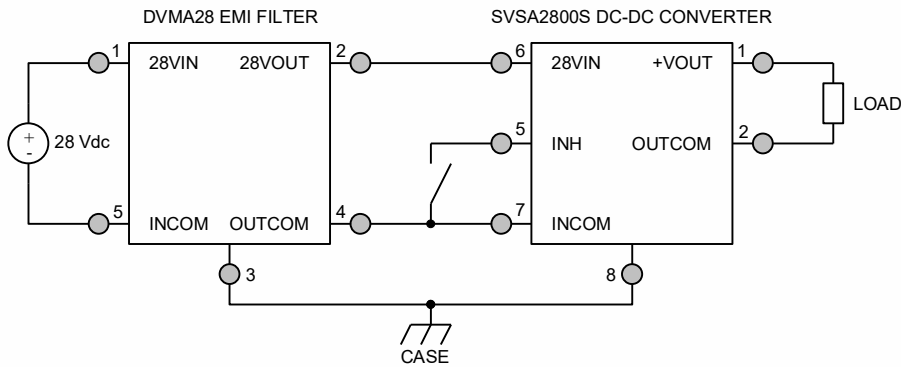 DVMA28 EMI FILTER
SVSA2800S DC-DC CONVERTER
1
28VIN
28VOUT
2
6
28VIN
+VOUT
1
+
-
28 Vdc
5
INH
OUTCOM
2
LOAD
5
INCOM
OUTCOM
4
7
INCOM
3
8
CASE